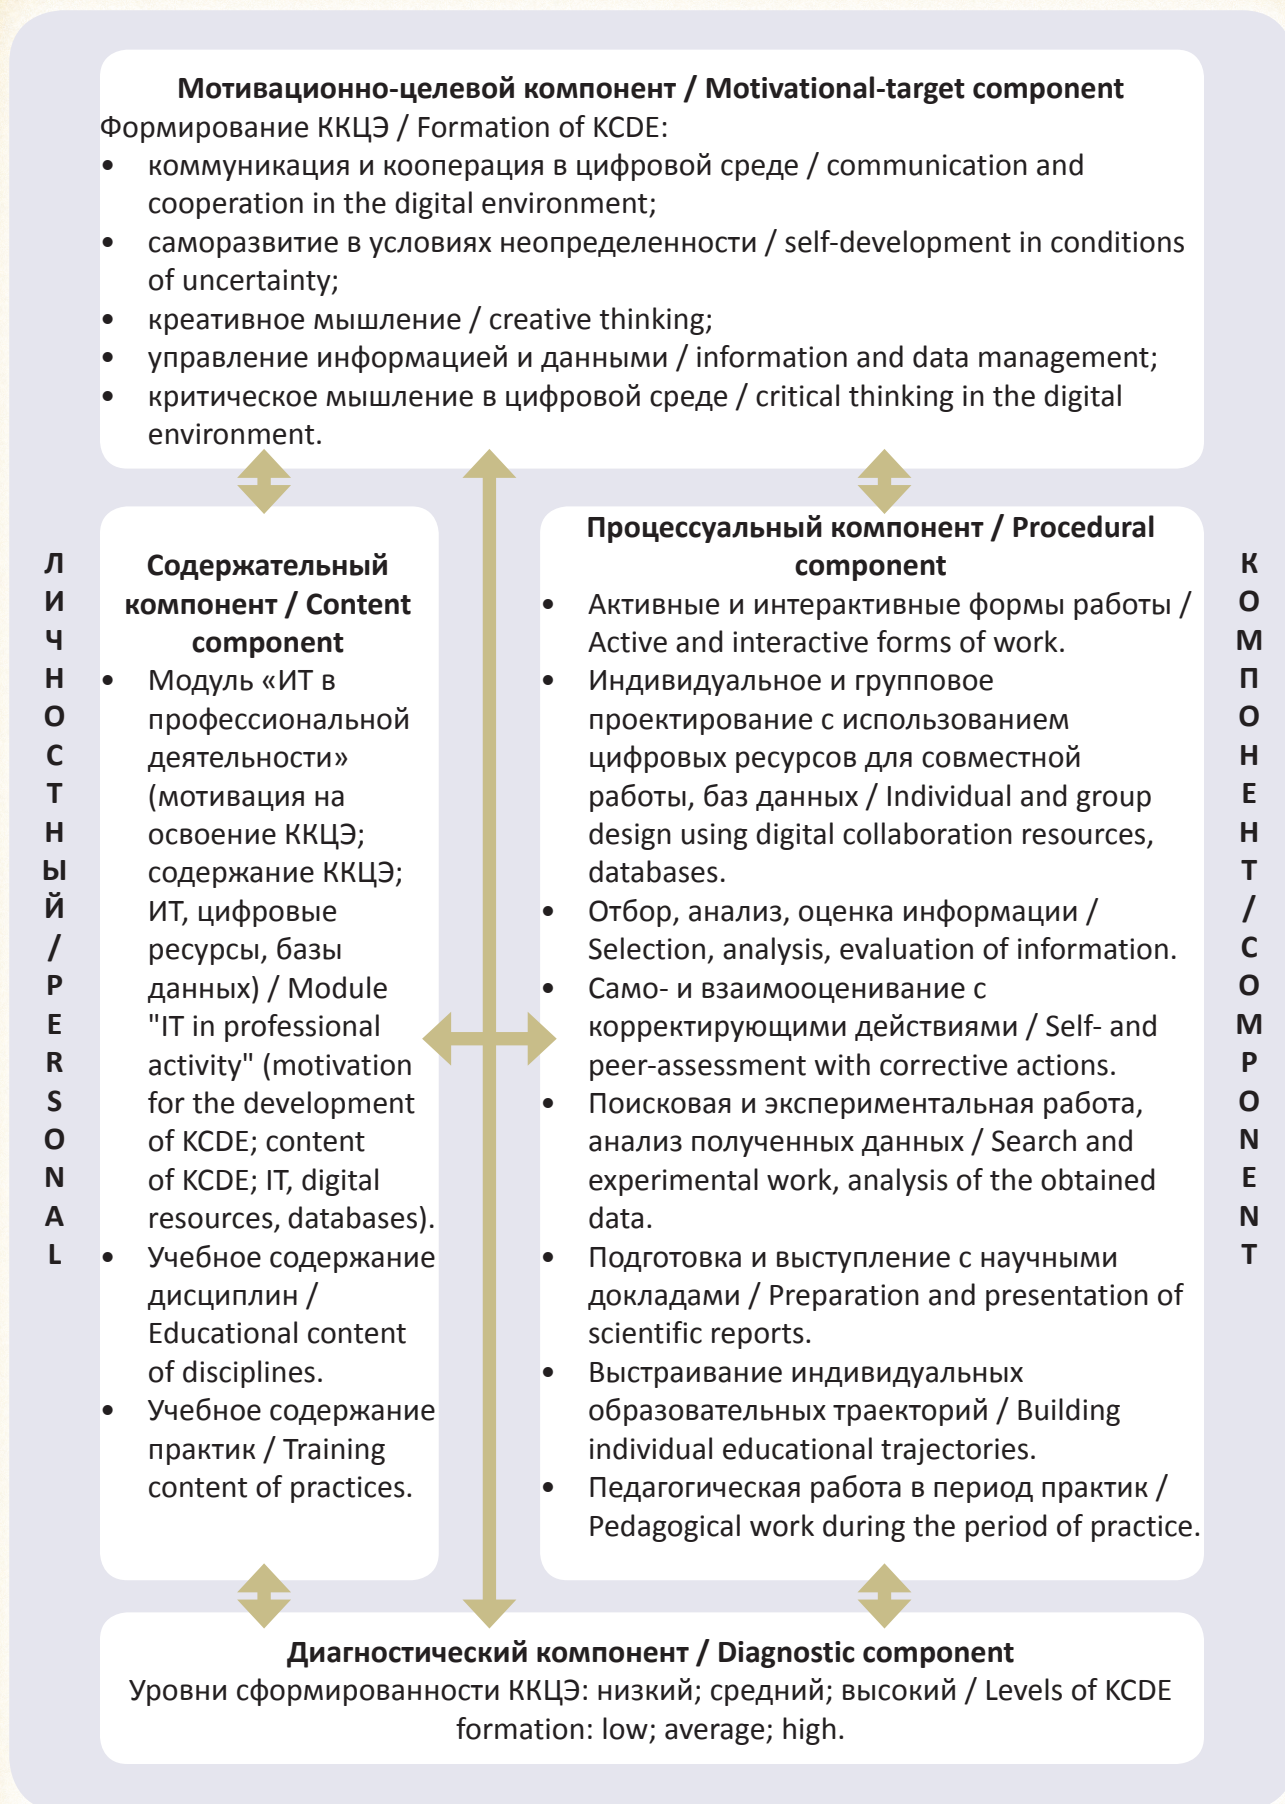 Мотивационно-целевой компонент / Motivational-target component
Формирование ККЦЭ / Formation of KCDE:
• коммуникация и кооперация в цифровой среде / communication and
cooperation in the digital environment;
• саморазвитие в условиях неопределенности / self-development in conditions
of uncertainty;
• креативное мышление / creative thinking;
• управление информацией и данными / information and data management;
• критическое мышление в цифровой среде / critical thinking in the digital
environment.
ЛИЧНОСТНЫЙ/PERSONAL
Содержательный
компонент / Content
component
• Модуль «ИТ в
профессиональной
деятельности»
(мотивация на
освоение ККЦЭ;
содержание ККЦЭ;
ИТ, цифровые
ресурсы, базы
данных) / Module
"IT in professional
activity" (motivation
for the development
of KCDE; content
of KCDE; IT, digital
resources, databases).
• Учебное содержание
дисциплин /
Educational content
of disciplines.
• Учебное содержание
практик / Training
content of practices.
Процессуальный компонент / Procedural
component
• Активные и интерактивные формы работы /
Active and interactive forms of work.
• Индивидуальное и групповое
проектирование с использованием
цифровых ресурсов для совместной
работы, баз данных / Individual and group
design using digital collaboration resources,
databases.
• Отбор, анализ, оценка информации /
Selection, analysis, evaluation of information.
• Само- и взаимооценивание с
корректирующими действиями / Self- and
peer-assessment with corrective actions.
• Поисковая и экспериментальная работа,
анализ полученных данных / Search and
experimental work, analysis of the obtained
data.
• Подготовка и выступление с научными
докладами / Preparation and presentation of
scientific reports.
• Выстраивание индивидуальных
образовательных траекторий / Building
individual educational trajectories.
• Педагогическая работа в период практик /
Pedagogical work during the period of practice.
КОМПОНЕНТ/COMPONENT
Диагностический компонент / Diagnostic component
Уровни сформированности ККЦЭ: низкий; средний; высокий / Levels of KCDE
formation: low; average; high.